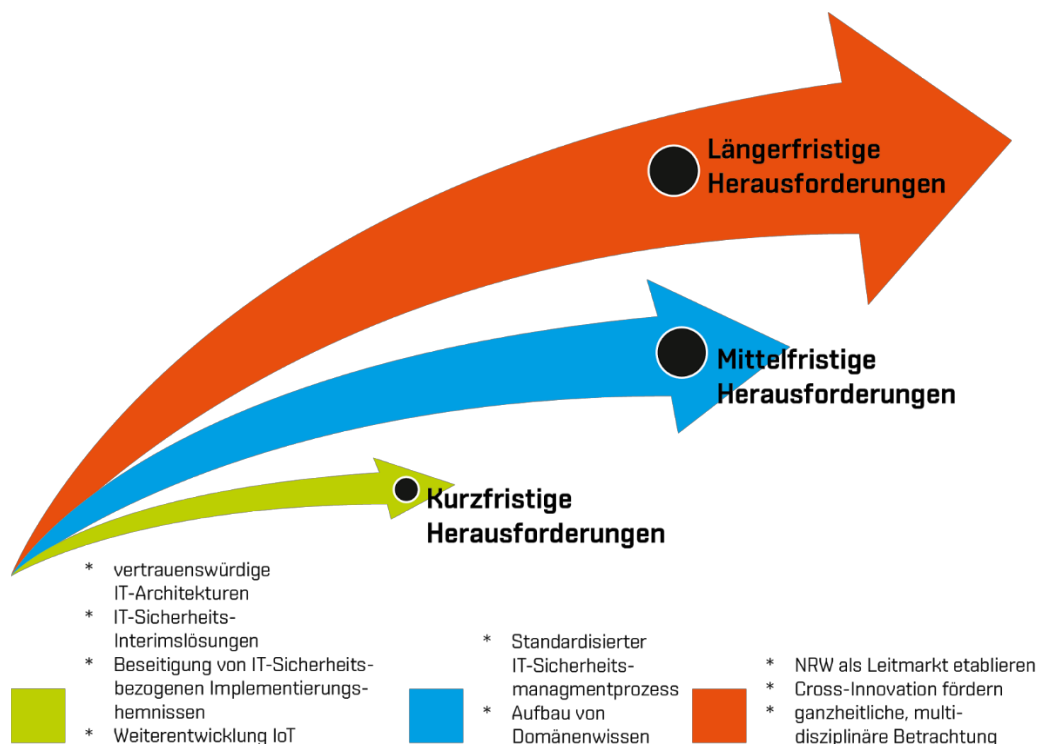 Längerfristige
Herausforderungen
Mittelfristige
Herausforderungen
Kurzfristige
Herausforderungen
* vertrauenswürdige
IT-Architekturen
* IT-Sicherheits-
Interimslösungen
* Beseitigung von IT-Sicherheits-
bezogenen Implementierungs-
hemnissen
* Weiterentwicklung IoT
* Standardisierter
IT-Sicherheits-
managmentprozess
* Aufbau von
Domänenwissen
* NRW als Leitmarkt etablieren
* Cross-Innovation fördern
* ganzheitliche, multi-
disziplinäre Betrachtung